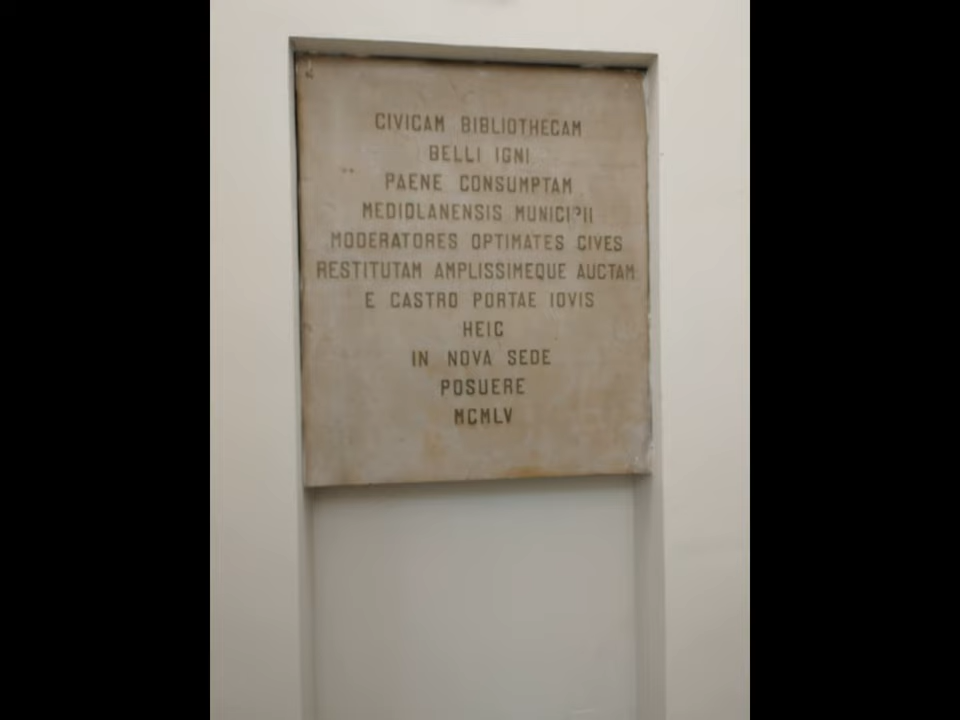 CIVICAM BIBLIOTHECAM
BELLI IGNI
PAENE CONSUMPTAM
MEDIOLANENSIS MUNICIPII
MODERATORES OPTIMATES CIVES
RESTITUTAM AMPLISSIMEQUE AUCTAM
E CASTRO PORTAE IOVIS
HEIC
IN NOVA SEDE
POSUERE
MCMLV